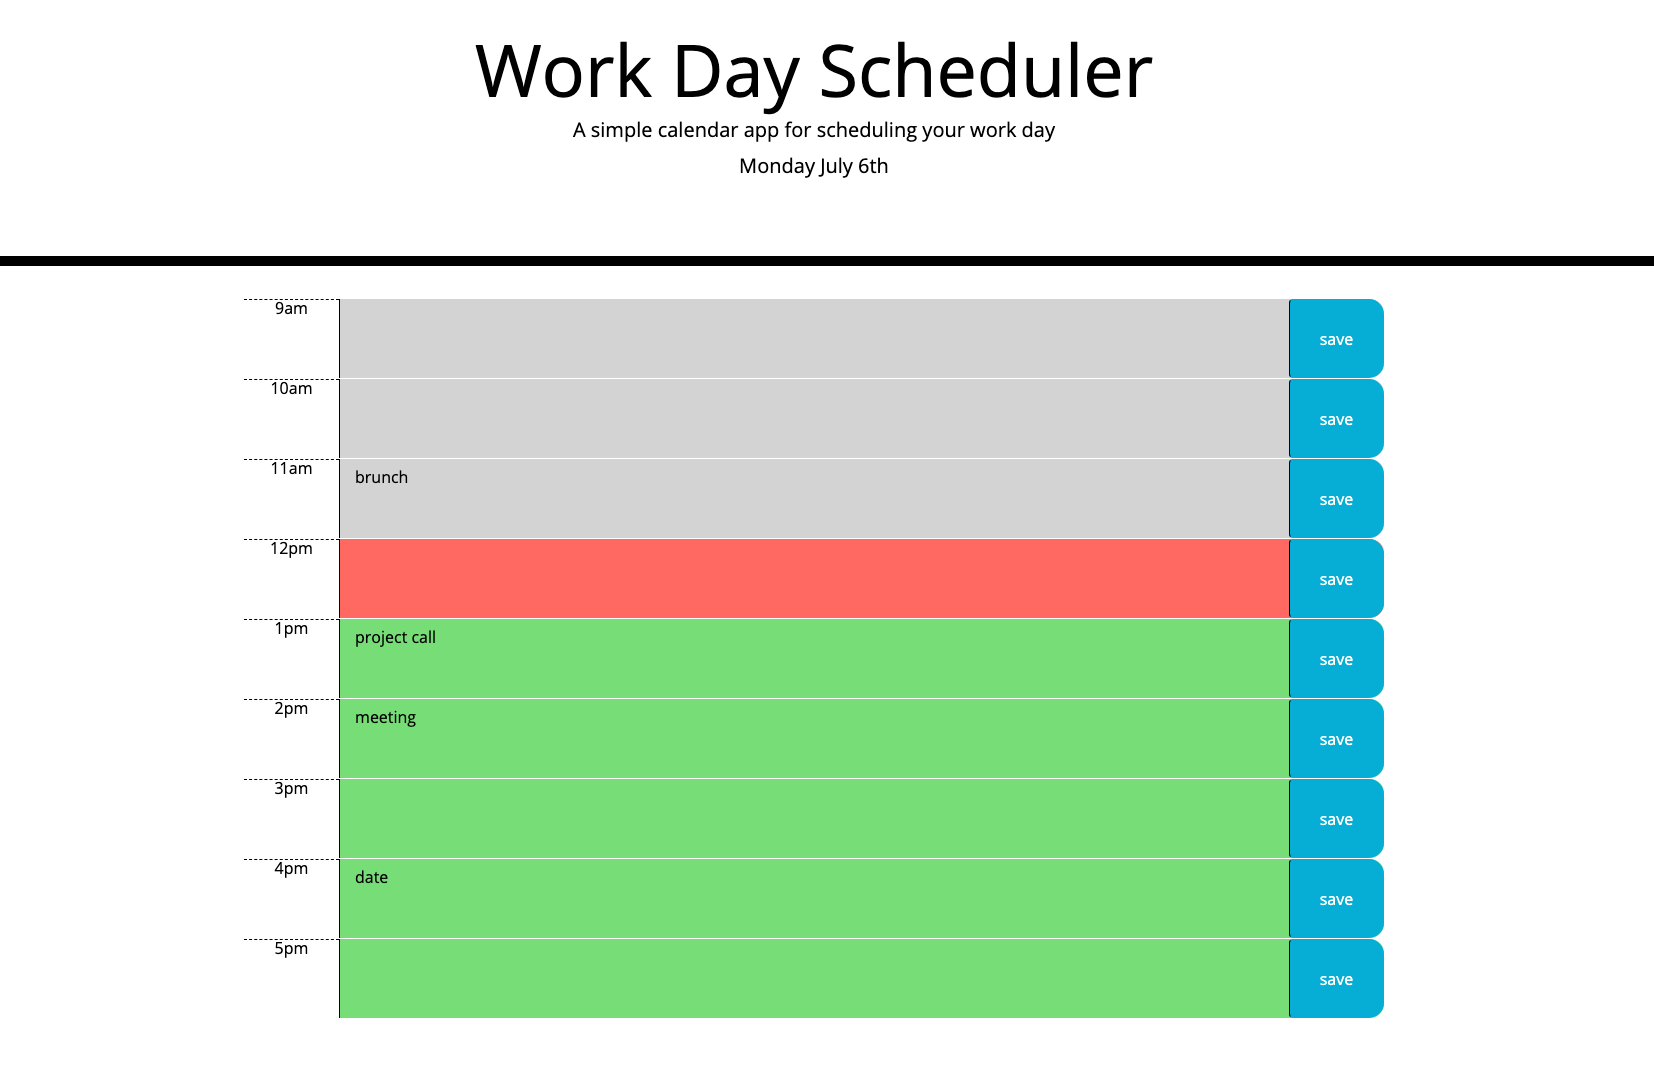 Work Day Scheduler
A simple calendar app for scheduling your work day
Monday July 6th
9am
save
10am
save
11am
brunch
save
12pm
save
1pm
project call
save
2pm
meeting
save
3pm
save
4pm
date
save
5pm
save